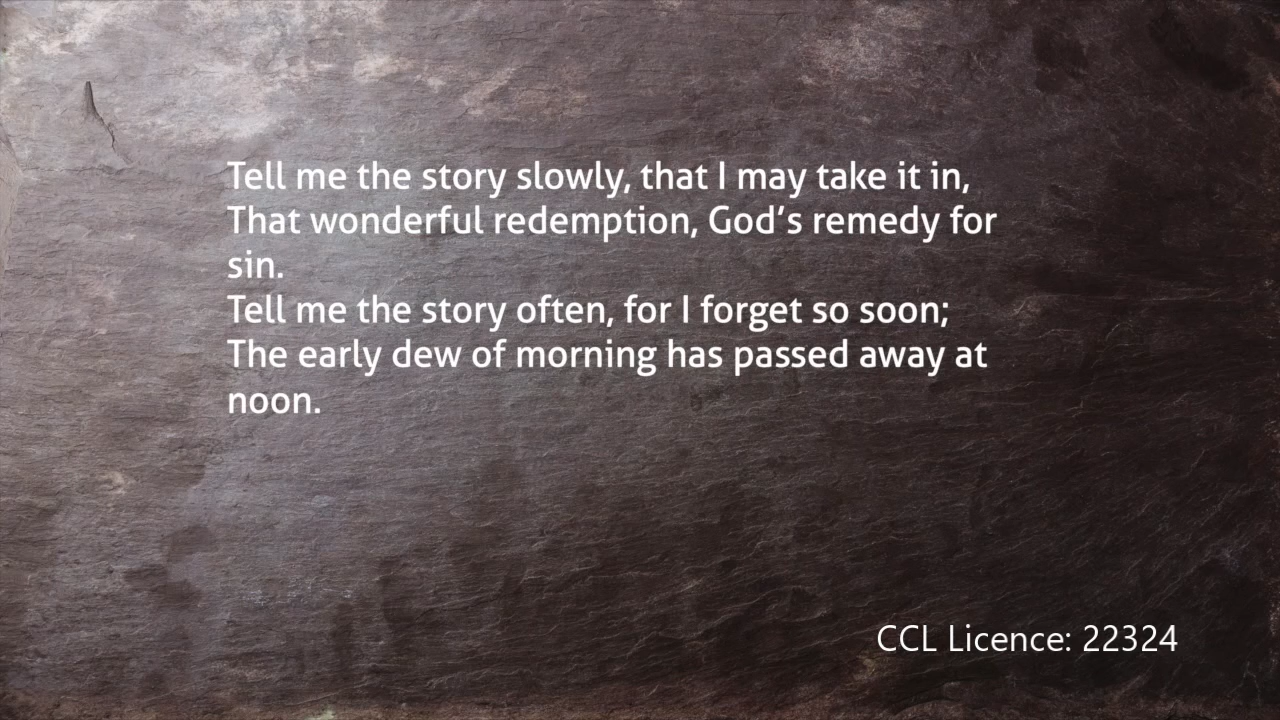 Tell me the story slowly, that I may take it in,
That wonderful redemption, God’s remedy for
sin.
Tell me the story often, for I forget so soon;
The early dew of morning has passed away at
noon.
CCL Licence: 22324